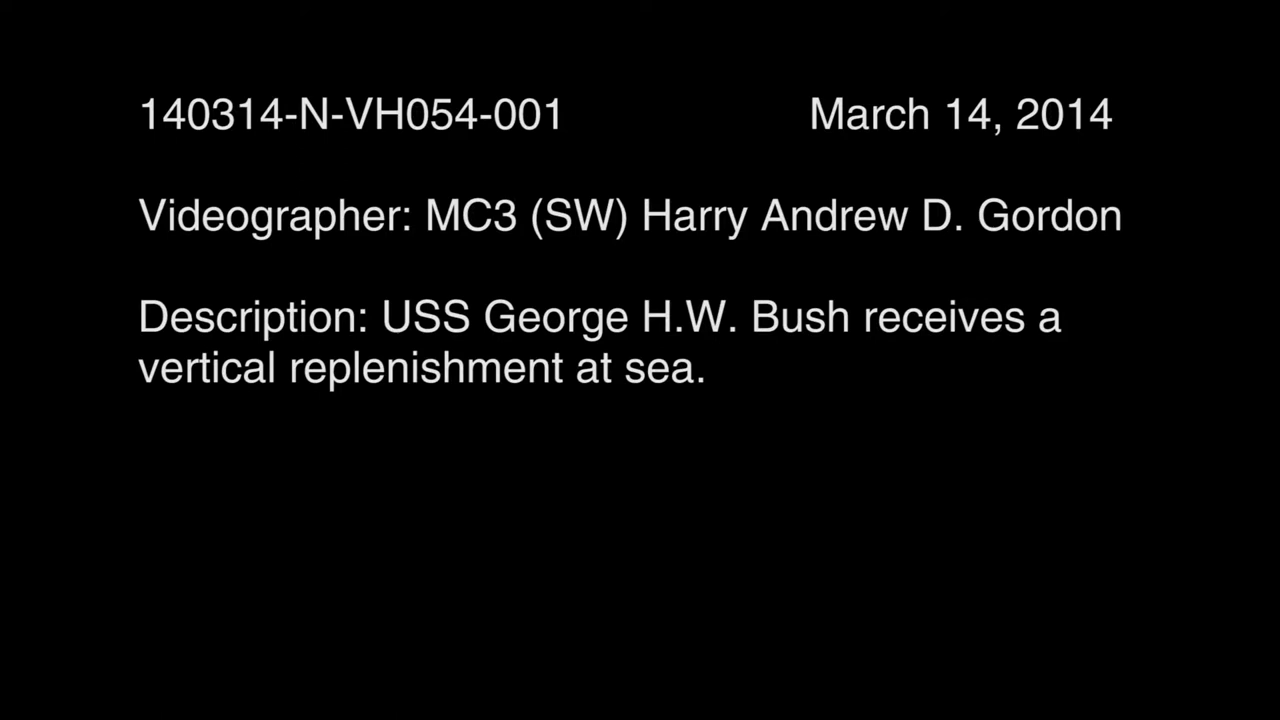 140314-N-VH054-001 March 14, 2014
Videographer: MC3 (SW) Harry Andrew D. Gordon
Description: USS George H.W. Bush receives a
vertical replenishment at sea.